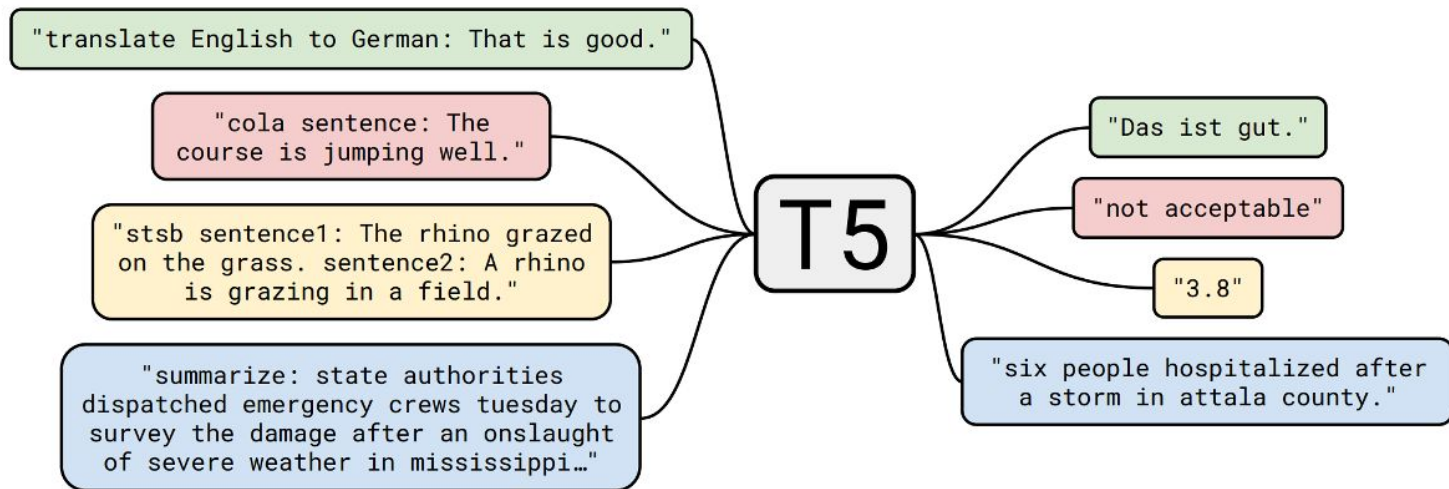 "translate English to German: That is good."
"cola sentence: The
course is jumping well."
"stsb sentence1: The rhino grazed
on the grass. sentence2: A rhino
is grazing in a field."
"summarize: state authorities
dispatched emergency crews tuesday to
survey the damage after an onslaught
of severe weather in mississippi…"
T5
"Das ist gut."
"not acceptable"
"3.8"
"six people hospitalized after
a storm in attala county."